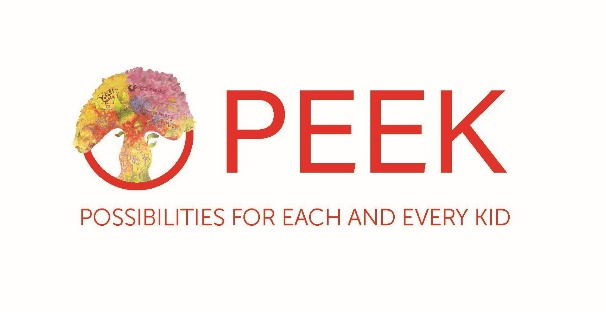 PEEK
POSSIBILITIES FOR EACH AND EVERY KID